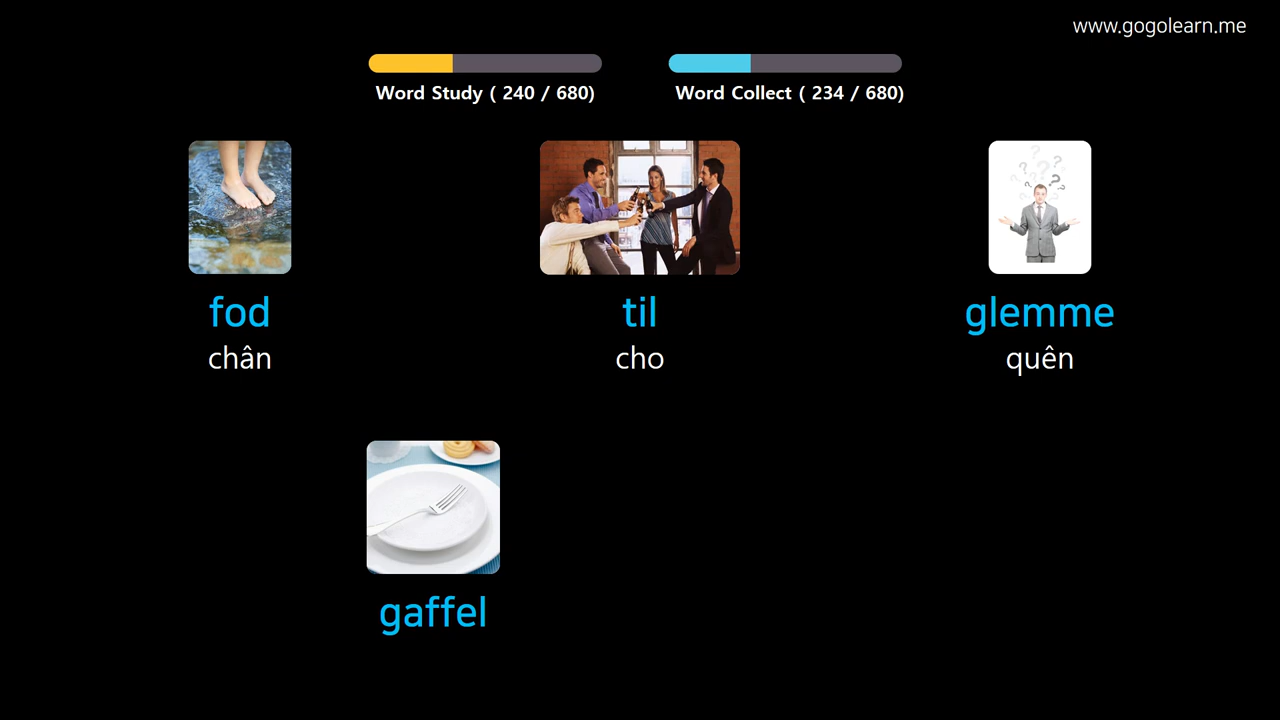 www.gogolearn.me
Word Study ( 240 / 680)
Word Collect ( 234 / 680)
fod
chân
til
cho
glemme
quên
gaffel